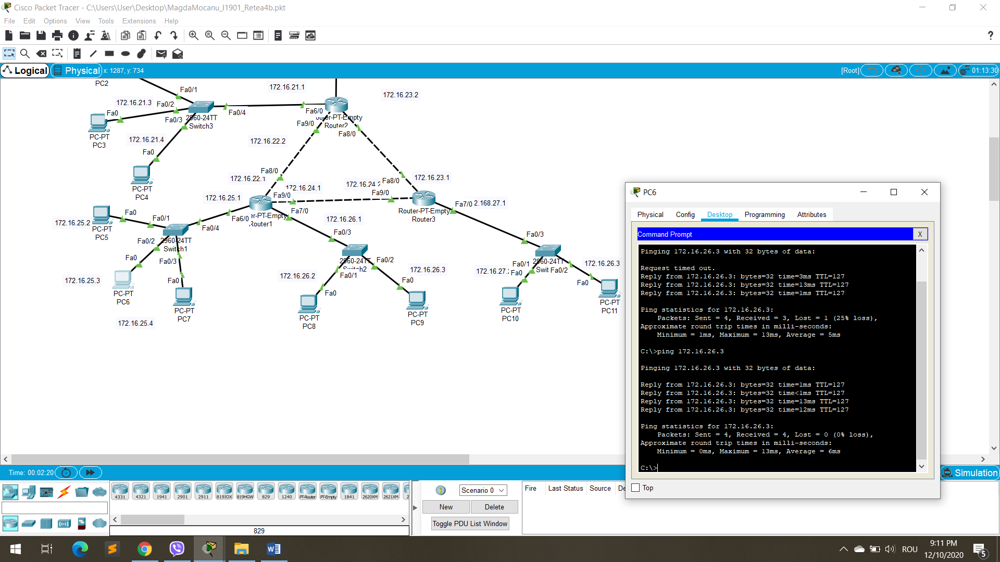 Cisco Packet Tracer - C:\Users\User\Desktop\MagdaMocanu_I1901_Retea4b.pkt
File Edit Options View Tools Extensions Help
Logical Physical x: 1287, y: 734 [Root] 01:13:30
PC2
172.16.21.1
Fa0/1
172.16.23.2
172.16.21.3
Fa0/2
Fa0
Fa0/4
Fa6/0
Fa0/3
2960-24TT
Switch3
uter-PT-Empty
Router2
Fa9/0
Fa8/0
PC-PT
PC3
172.16.21.4
172.16.22.2
Fa0
Fa8/0
172.16.22.1
172.16.23.1
Fa8/0
172.16.24.2
172.16.24.1
PC-PT
PC4
Fa9/0
Fa9/0
172.16.25.1
Fa7/0
2.168.27.1
Router-PT-Empty
Router3
Fa0
Fa0/1
Fa6/0
er-PT-Empty
Router1
Fa7/0
172.16.26.1
172.16.25.2
PC-PT
PC5
Fa0/4
Fa0/3
Fa0/3
Fa0/2
2960-24TT
Switch1
Fa0
Fa0/3
2960-24TT
Switch2
Fa0/2
Fa0/1
172.16.26.2
172.16.26.3
2960-24TT
Swit
Fa0/1
Fa0/2
172.16.26.3
172.16.27.2
Fa0
172.16.25.3
Fa0
Fa0
Fa0
Fa0
PC-PT
PC6
PC-PT
PC7
PC-PT
PC8
PC-PT
PC9
PC-PT
PC10
PC-PT
PC11
172.16.25.4
PC6
Physical Config Desktop Programming Attributes
Command Prompt X
Pinging 172.16.26.3 with 32 bytes of data:
Request timed out.
Reply from 172.16.26.3: bytes=32 time=3ms TTL=127
Reply from 172.16.26.3: bytes=32 time=13ms TTL=127
Reply from 172.16.26.3: bytes=32 time=1ms TTL=127
Ping statistics for 172.16.26.3:
Packets: Sent = 4, Received = 3, Lost = 1 (25% loss),
Approximate round trip times in milli-seconds:
Minimum = 1ms, Maximum = 13ms, Average = 5ms
C:\>ping 172.16.26.3
Pinging 172.16.26.3 with 32 bytes of data:
Reply from 172.16.26.3: bytes=32 time=1ms TTL=127
Reply from 172.16.26.3: bytes=32 time<1ms TTL=127
Reply from 172.16.26.3: bytes=32 time=13ms TTL=127
Reply from 172.16.26.3: bytes=32 time=12ms TTL=127
Ping statistics for 172.16.26.3:
Packets: Sent = 4, Received = 4, Lost = 0 (0% loss),
Approximate round trip times in milli-seconds:
Minimum = 0ms, Maximum = 13ms, Average = 6ms
C:\>
Top
Time: 00:02:20
Simulation
4331 4321 1941 2901 2911 819IOX 819HGW 829 1240 PT-Router PT-Empty 1841 2620XM 2621XM 2
829
Scenario 0
New Delete
Toggle PDU List Window
Fire Last Status Source De
ROU
9:11 PM
12/10/2020
5